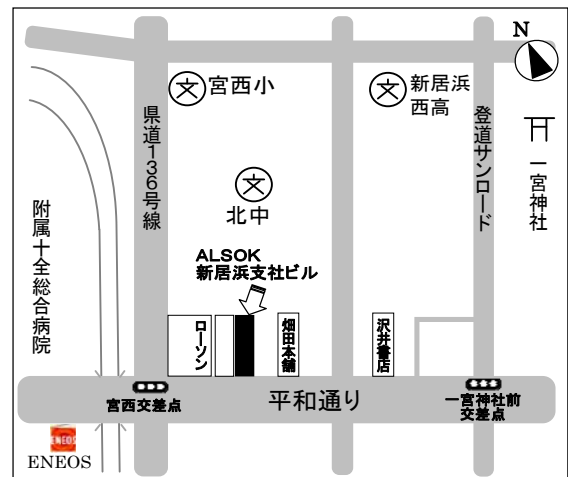 N
宮西小
新居浜
西高
県道136号線
登道サンロード
一宮神社
北中
附属十全総合病院
ALSOK
新居浜支社ビル
ローソン
畑田本舗
沢井書店
宮西交差点
平和通り
一宮神社前
交差点
ENEOS
ENEOS